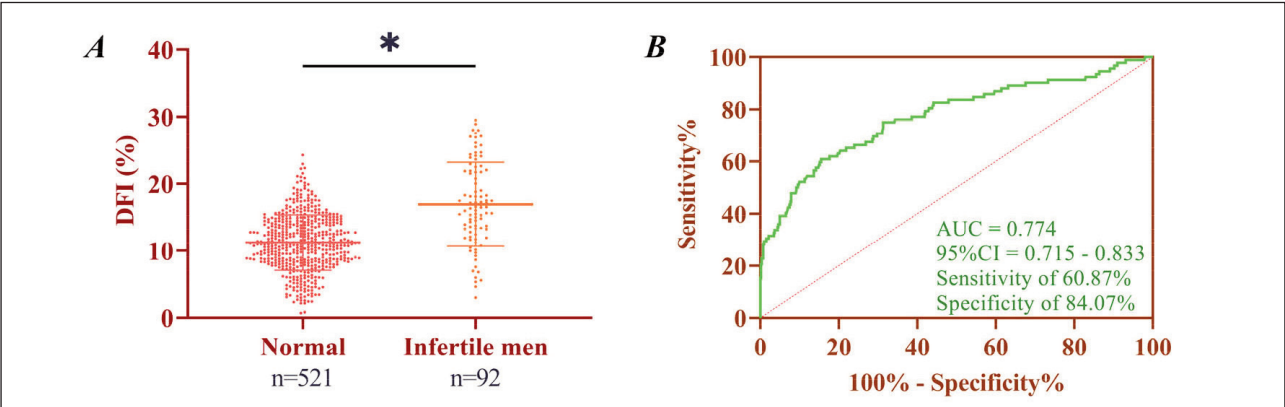 A
*
40
30
20
10
0
DFI (%)
Normal
Infertile men
n=521
n=92
B
100
80
60
40
20
0
Sensitivity%
AUC = 0.774
95%CI = 0.715 - 0.833
Sensitivity of 60.87%
Specificity of 84.07%
0 20 40 60 80 100
100% - Specificity%